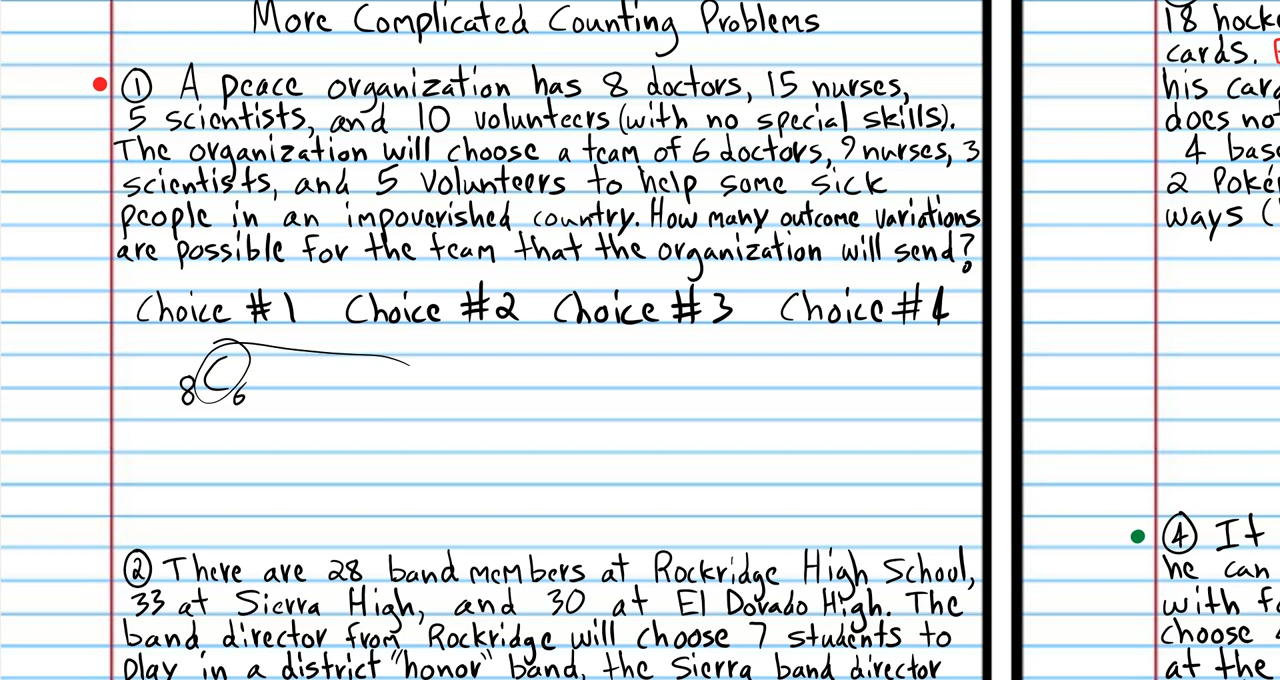 More Complicated Counting Problems
① A peace organization has 8 doctors, 15 nurses,
5 scientists, and 10 volunteers (with no special skills).
The organization will choose a team of 6 doctors, 9 nurses, 3
scientists, and 5 volunteers to help some sick
people in an impoverished country. How many outcome variations
are possible for the team that the organization will send?
Choice #1 Choice #2 Choice #3 Choice #4
8C6
② There are 28 band members at Rockridge High School,
33 at Sierra High, and 30 at El Dorado High. The
band director from Rockridge will choose 7 students to
play in a district "honor" band, the Sierra band director
18 hock
cards.
his car
does not
4 bas
2 Poké
ways (
④ It
he can
with f
choose
at the